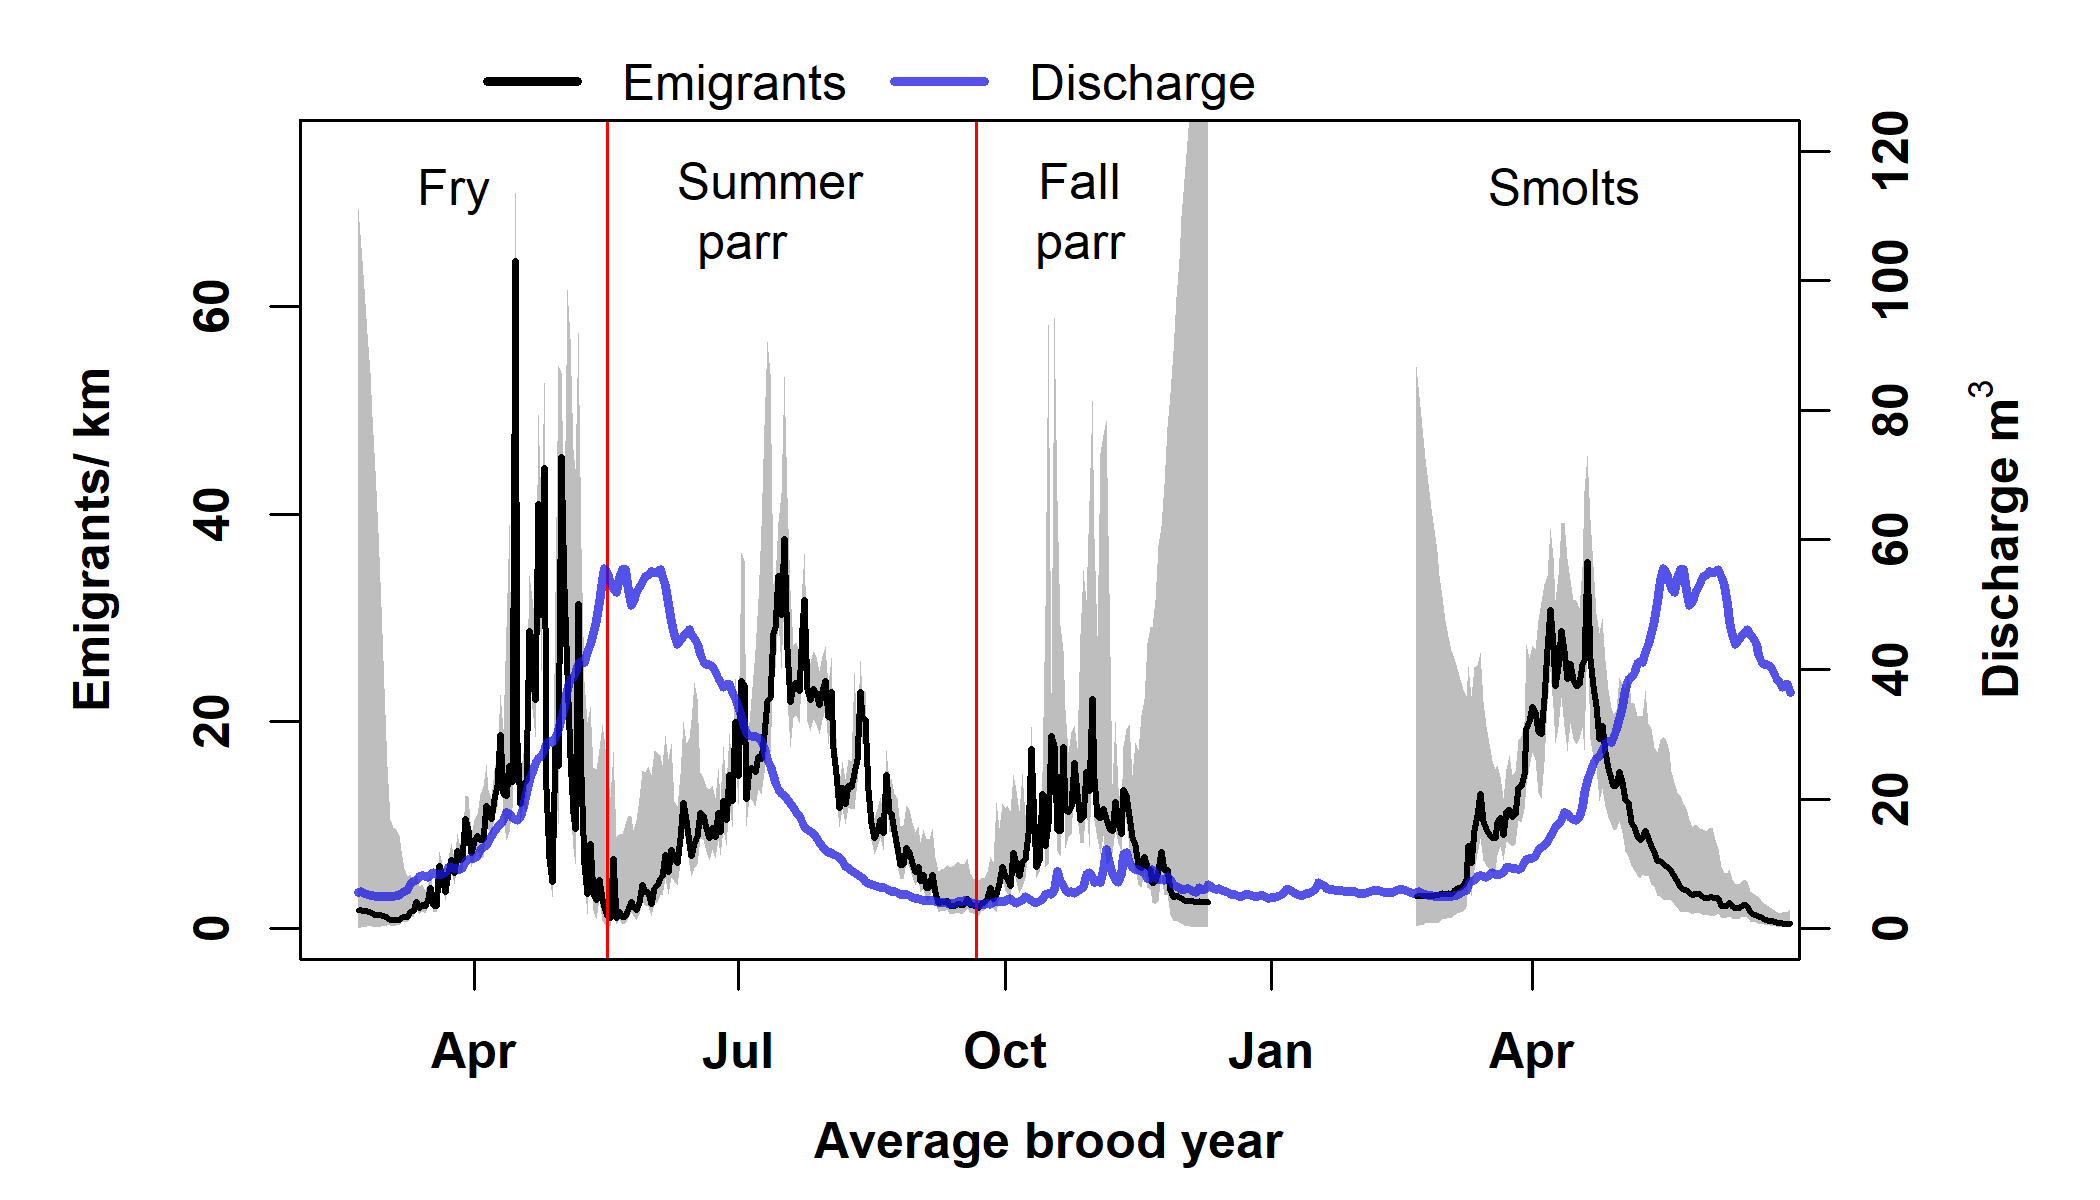 Emigrants Discharge
Fry
Summer
parr
Fall
parr
Smolts
Emigrants/ km
0 20 40 60
Discharge m³
0 20 40 60 80 100 120
Apr Jul Oct Jan Apr
Average brood year